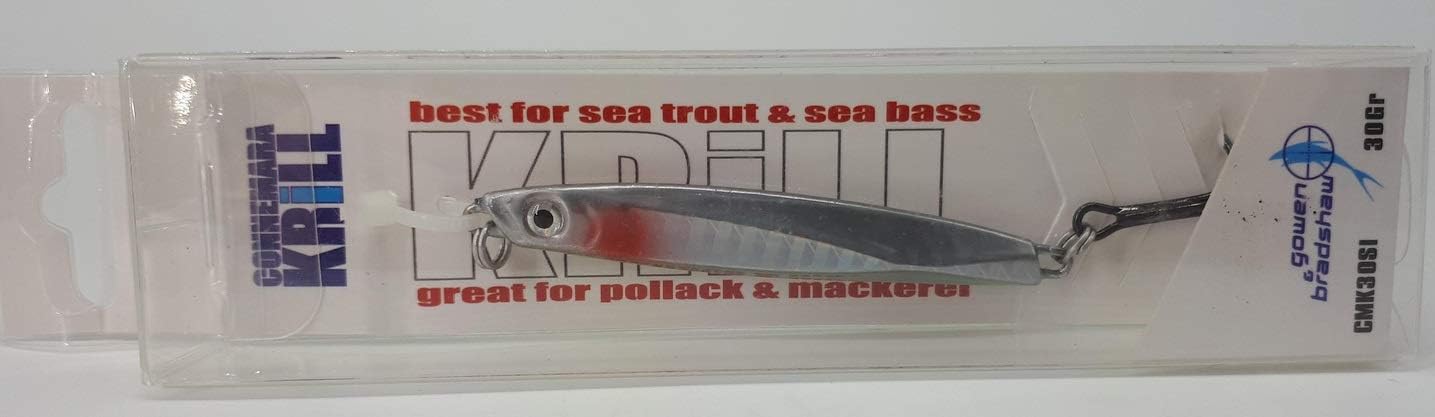 CONNEMARA
KRiLL
best for sea trout & sea bass
KRiLL
great for pollack & mackerel
gowen &
bradshaw
30Gr
CMK30SI